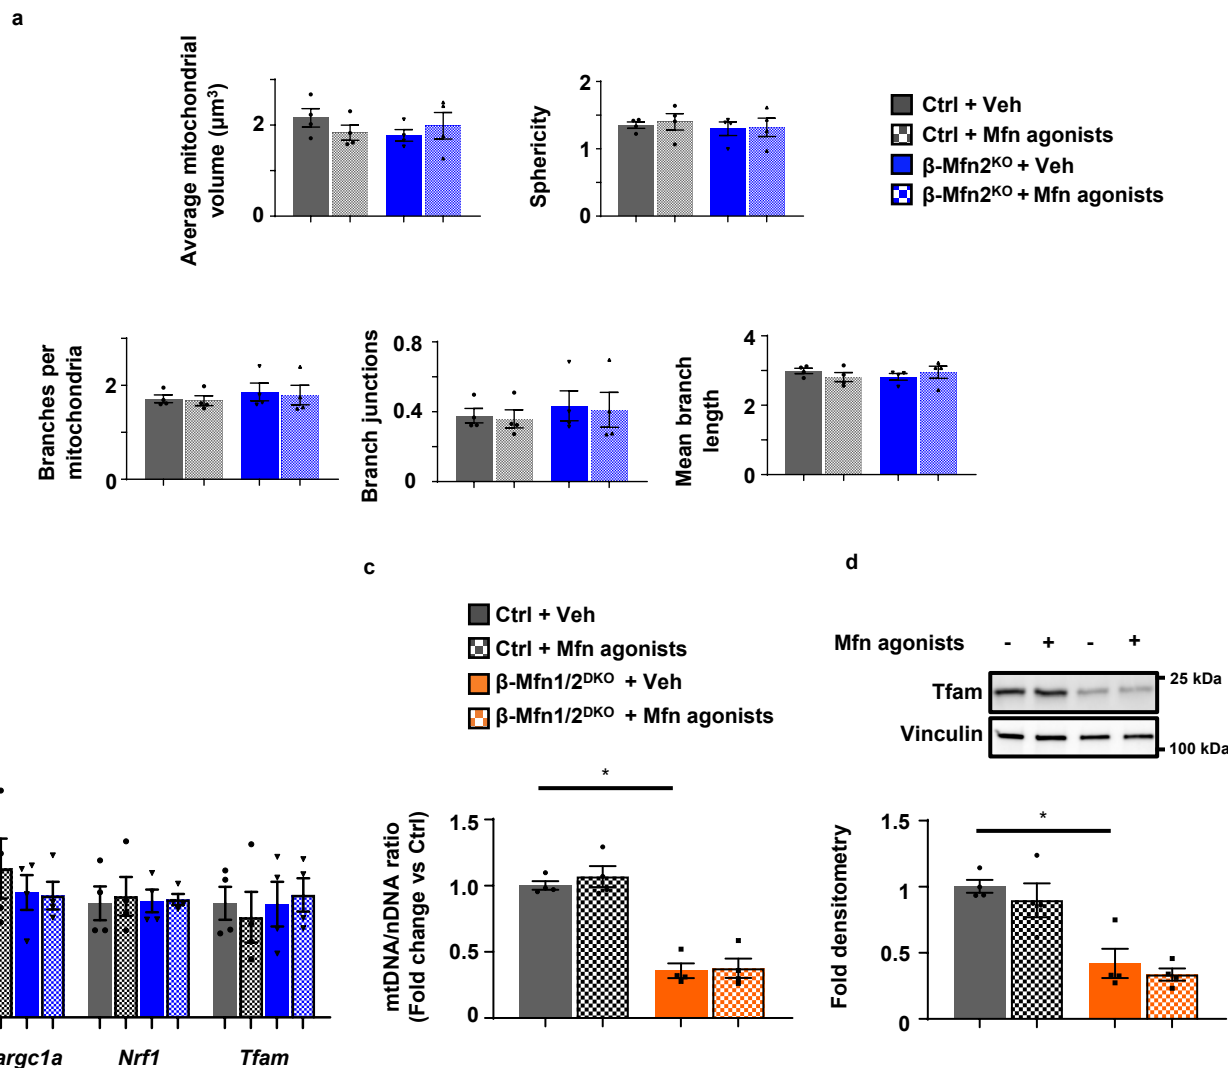 a
Average mitochondrial
volume (µm³)
2
0
Sphericity
2
1
0
Ctrl + Veh
Ctrl + Mfn agonists
β-Mfn2ᴷᴼ + Veh
β-Mfn2ᴷᴼ + Mfn agonists
Branches per
mitochondria
2
0
Branch junctions
0.8
0.4
0
Mean branch
length
4
2
0
c
Ctrl + Veh
Ctrl + Mfn agonists
β-Mfn1/2ᴰᴷᴼ + Veh
β-Mfn1/2ᴰᴷᴼ + Mfn agonists
d
Mfn agonists - + - +
Tfam
25 kDa
Vinculin
100 kDa
argc1a Nrf1 Tfam
mtDNA/nDNA ratio
(Fold change vs Ctrl)
1.5
1.0
0.5
0
*
Fold densitometry
1.5
1
0.5
0
*